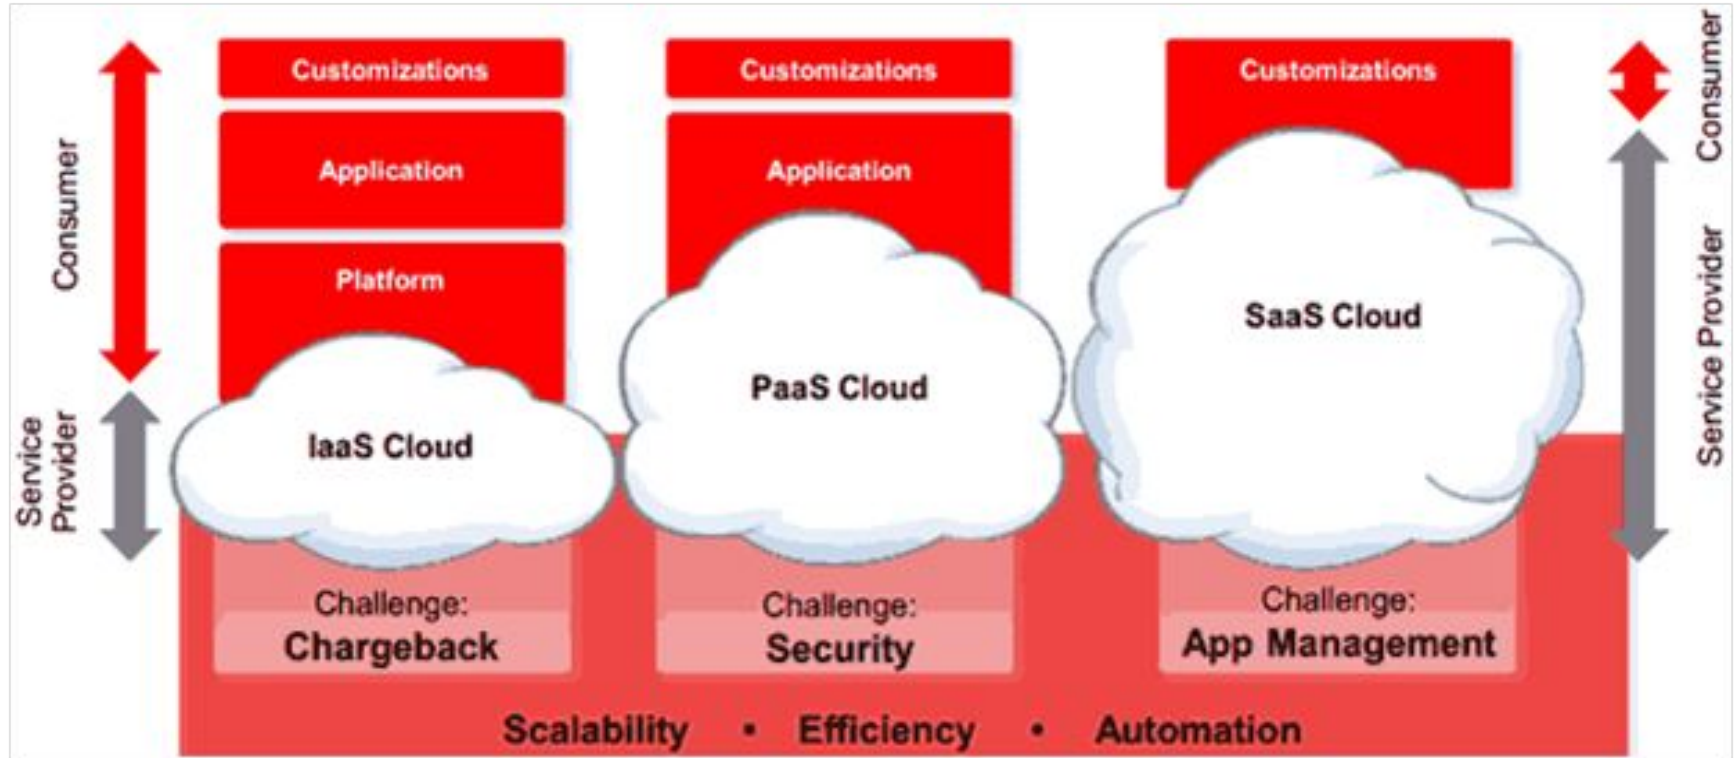 Consumer
Service
Provider
Customizations
Application
Platform
IaaS Cloud
Challenge:
Chargeback
Customizations
Application
PaaS Cloud
Challenge:
Security
Customizations
SaaS Cloud
Challenge:
App Management
Consumer
Service Provider
Scalability • Efficiency • Automation